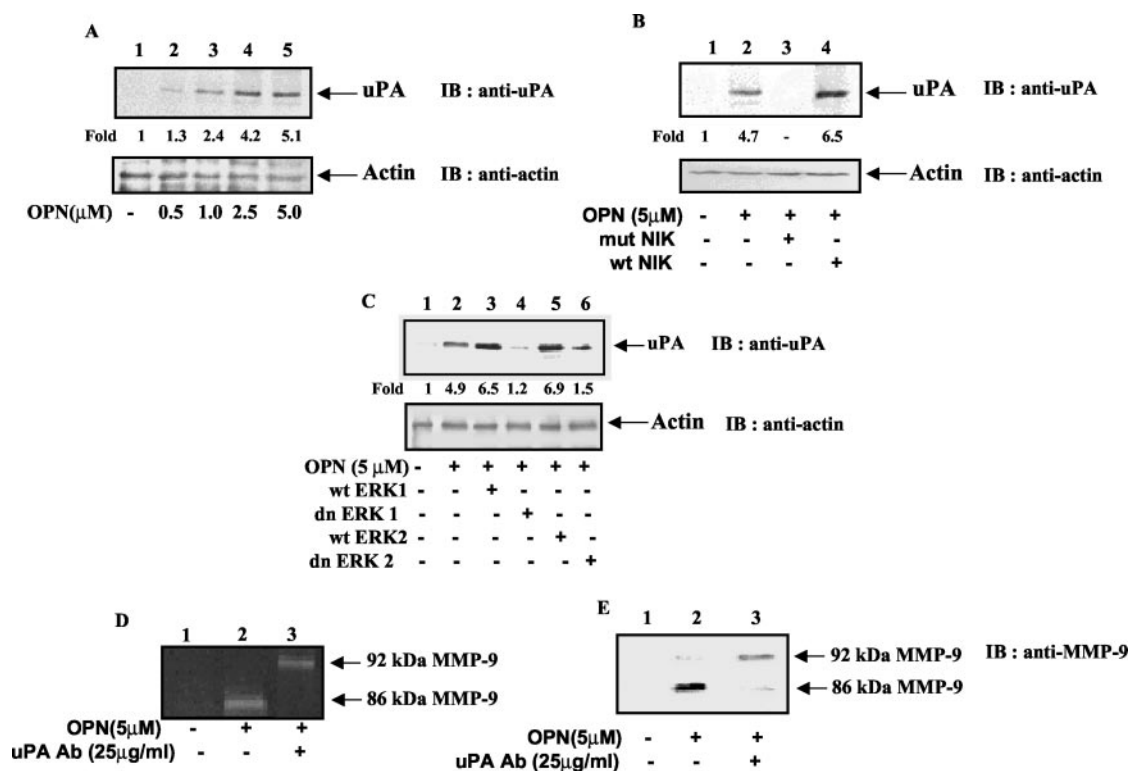 A
1 2 3 4 5
uPA IB : anti-uPA
Fold 1 1.3 2.4 4.2 5.1
Actin IB : anti-actin
OPN(μM) - 0.5 1.0 2.5 5.0
B
1 2 3 4
uPA IB : anti-uPA
Fold 1 4.7 - 6.5
Actin IB : anti-actin
OPN (5μM) - + + +
mut NIK - - + -
wt NIK - - - +
C
1 2 3 4 5 6
uPA IB : anti-uPA
Fold 1 4.9 6.5 1.2 6.9 1.5
Actin IB : anti-actin
OPN (5 μM) - + + + + +
wt ERK1 - - + - - -
dn ERK 1 - - - + - -
wt ERK2 - - - - + -
dn ERK 2 - - - - - +
D
1 2 3
92 kDa MMP-9
86 kDa MMP-9
OPN(5μM) - + +
uPA Ab (25μg/ml) - - +
E
1 2 3
92 kDa MMP-9 IB : anti-MMP-9
86 kDa MMP-9
OPN(5μM) - + +
uPA Ab (25μg/ml) - - +